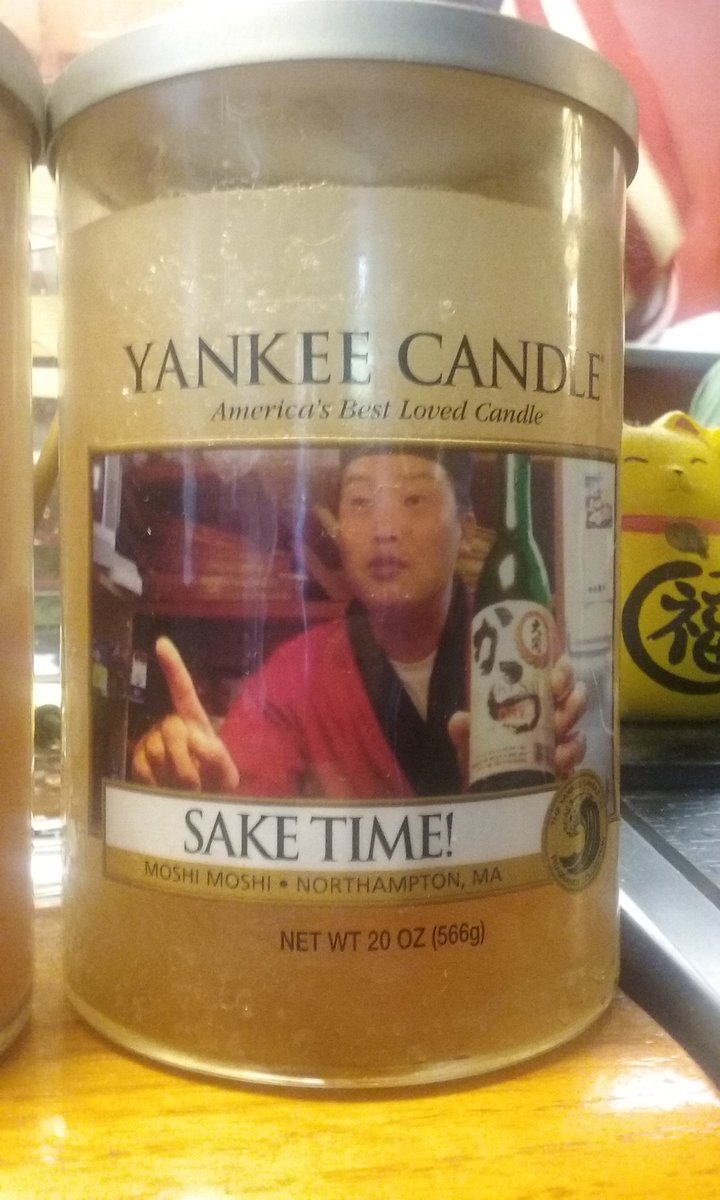 YANKEE CANDLE
America's Best Loved Candle
SAKE TIME!
MOSHI MOSHI • NORTHAMPTON, MA
NET WT 20 OZ (566g)
福